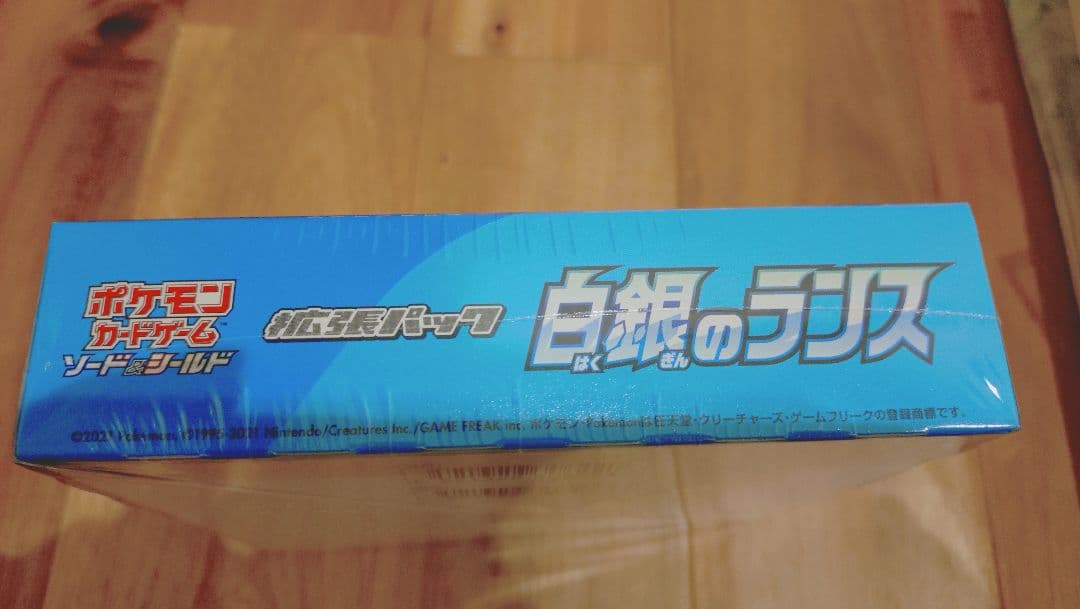 ポケモン
カードゲーム™
ソード&シールド
拡張パック
白銀のランス
はく ぎん
©2021 Pokémon. ©1995-2021 Nintendo/Creatures Inc./GAME FREAK inc. ポケモン・Pokémonは任天堂・クリーチャーズ・ゲームフリークの登録商標です。